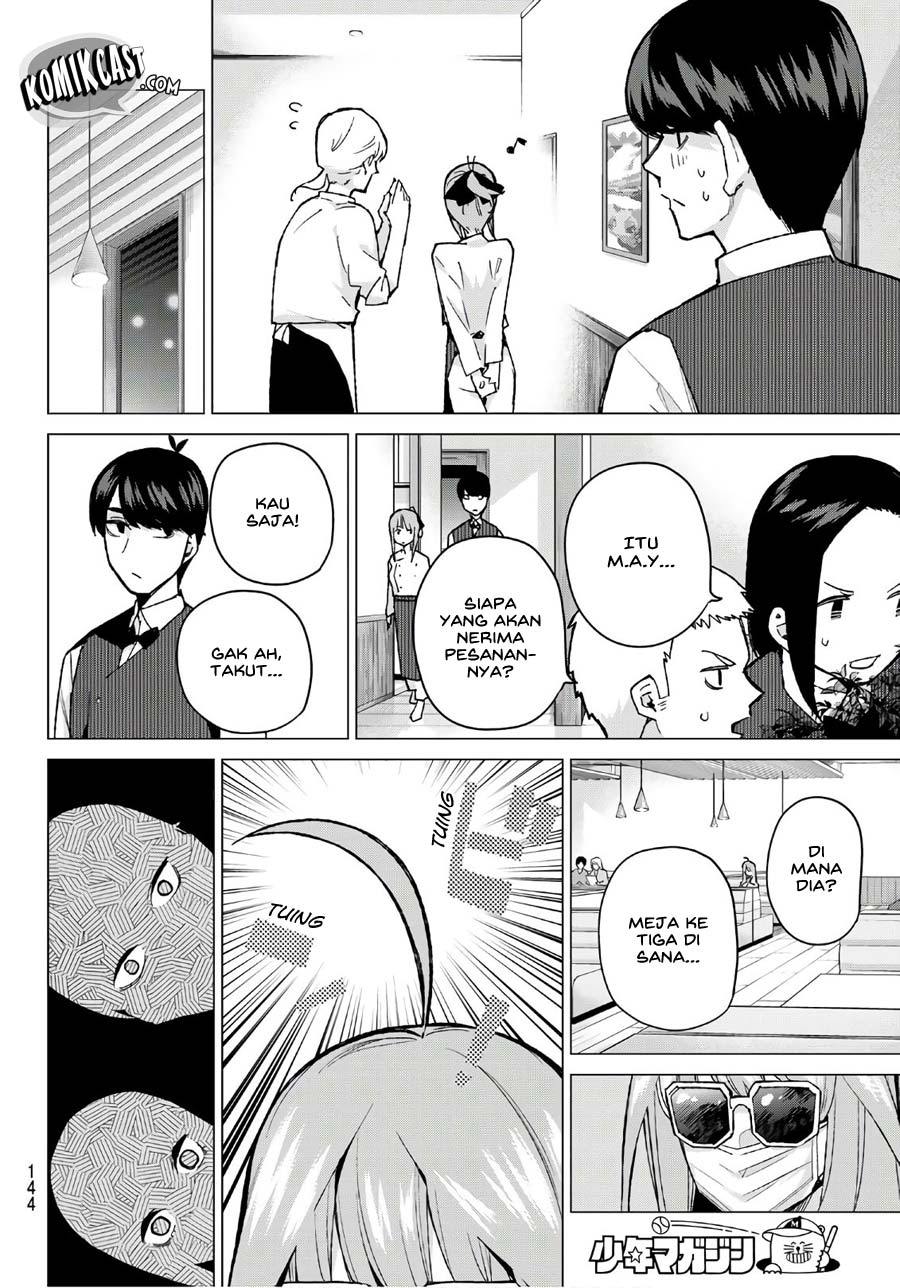 KOMIKCAST.COM
ITU
M.A.Y...
SIAPA
YANG AKAN
NERIMA
PESANAN-
NYA?
KAU
SAJA!
GAK AH,
TAKUT...
DI
MANA
DIA?
MEJA KE
TIGA DI
SANA...
TUING
TUING
144
少年マガジン
M